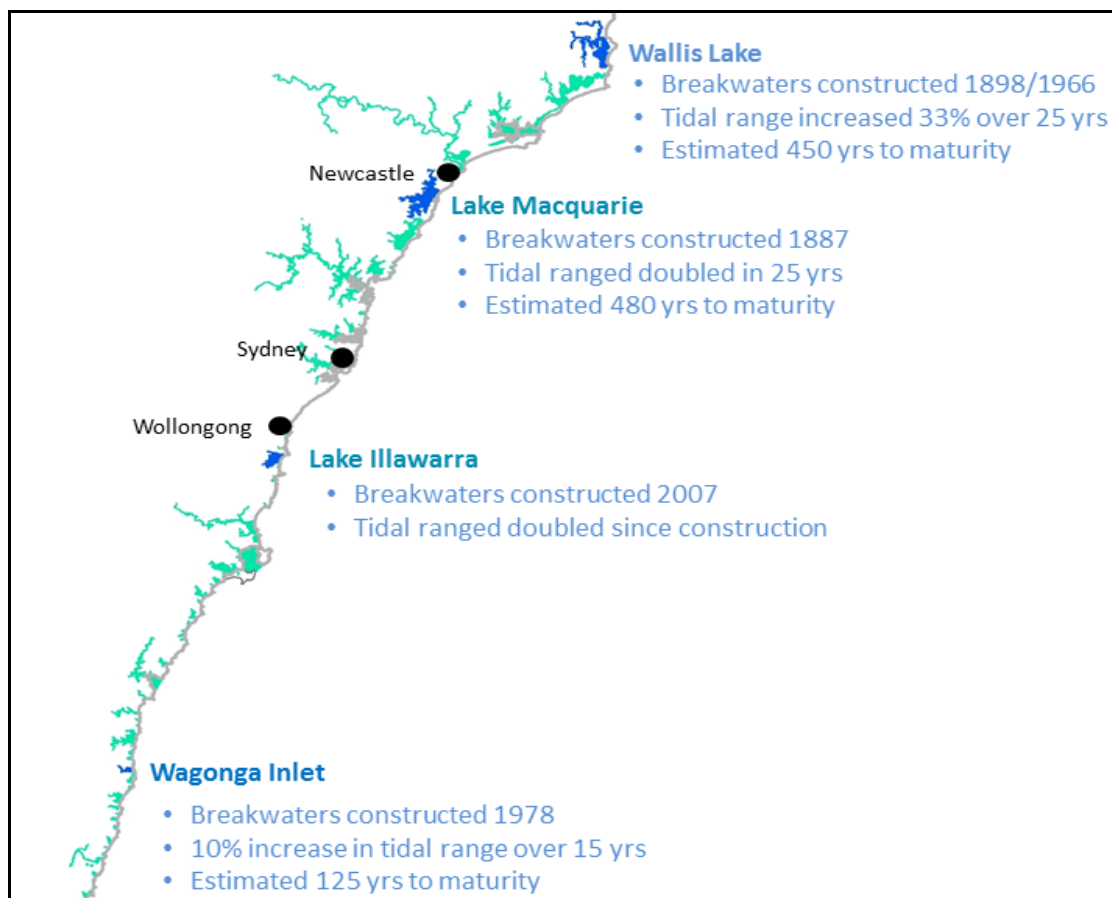 Wallis Lake
• Breakwaters constructed 1898/1966
• Tidal range increased 33% over 25 yrs
• Estimated 450 yrs to maturity
Newcastle
Lake Macquarie
• Breakwaters constructed 1887
• Tidal ranged doubled in 25 yrs
• Estimated 480 yrs to maturity
Sydney
Wollongong
Lake Illawarra
• Breakwaters constructed 2007
• Tidal ranged doubled since construction
Wagonga Inlet
• Breakwaters constructed 1978
• 10% increase in tidal range over 15 yrs
• Estimated 125 yrs to maturity